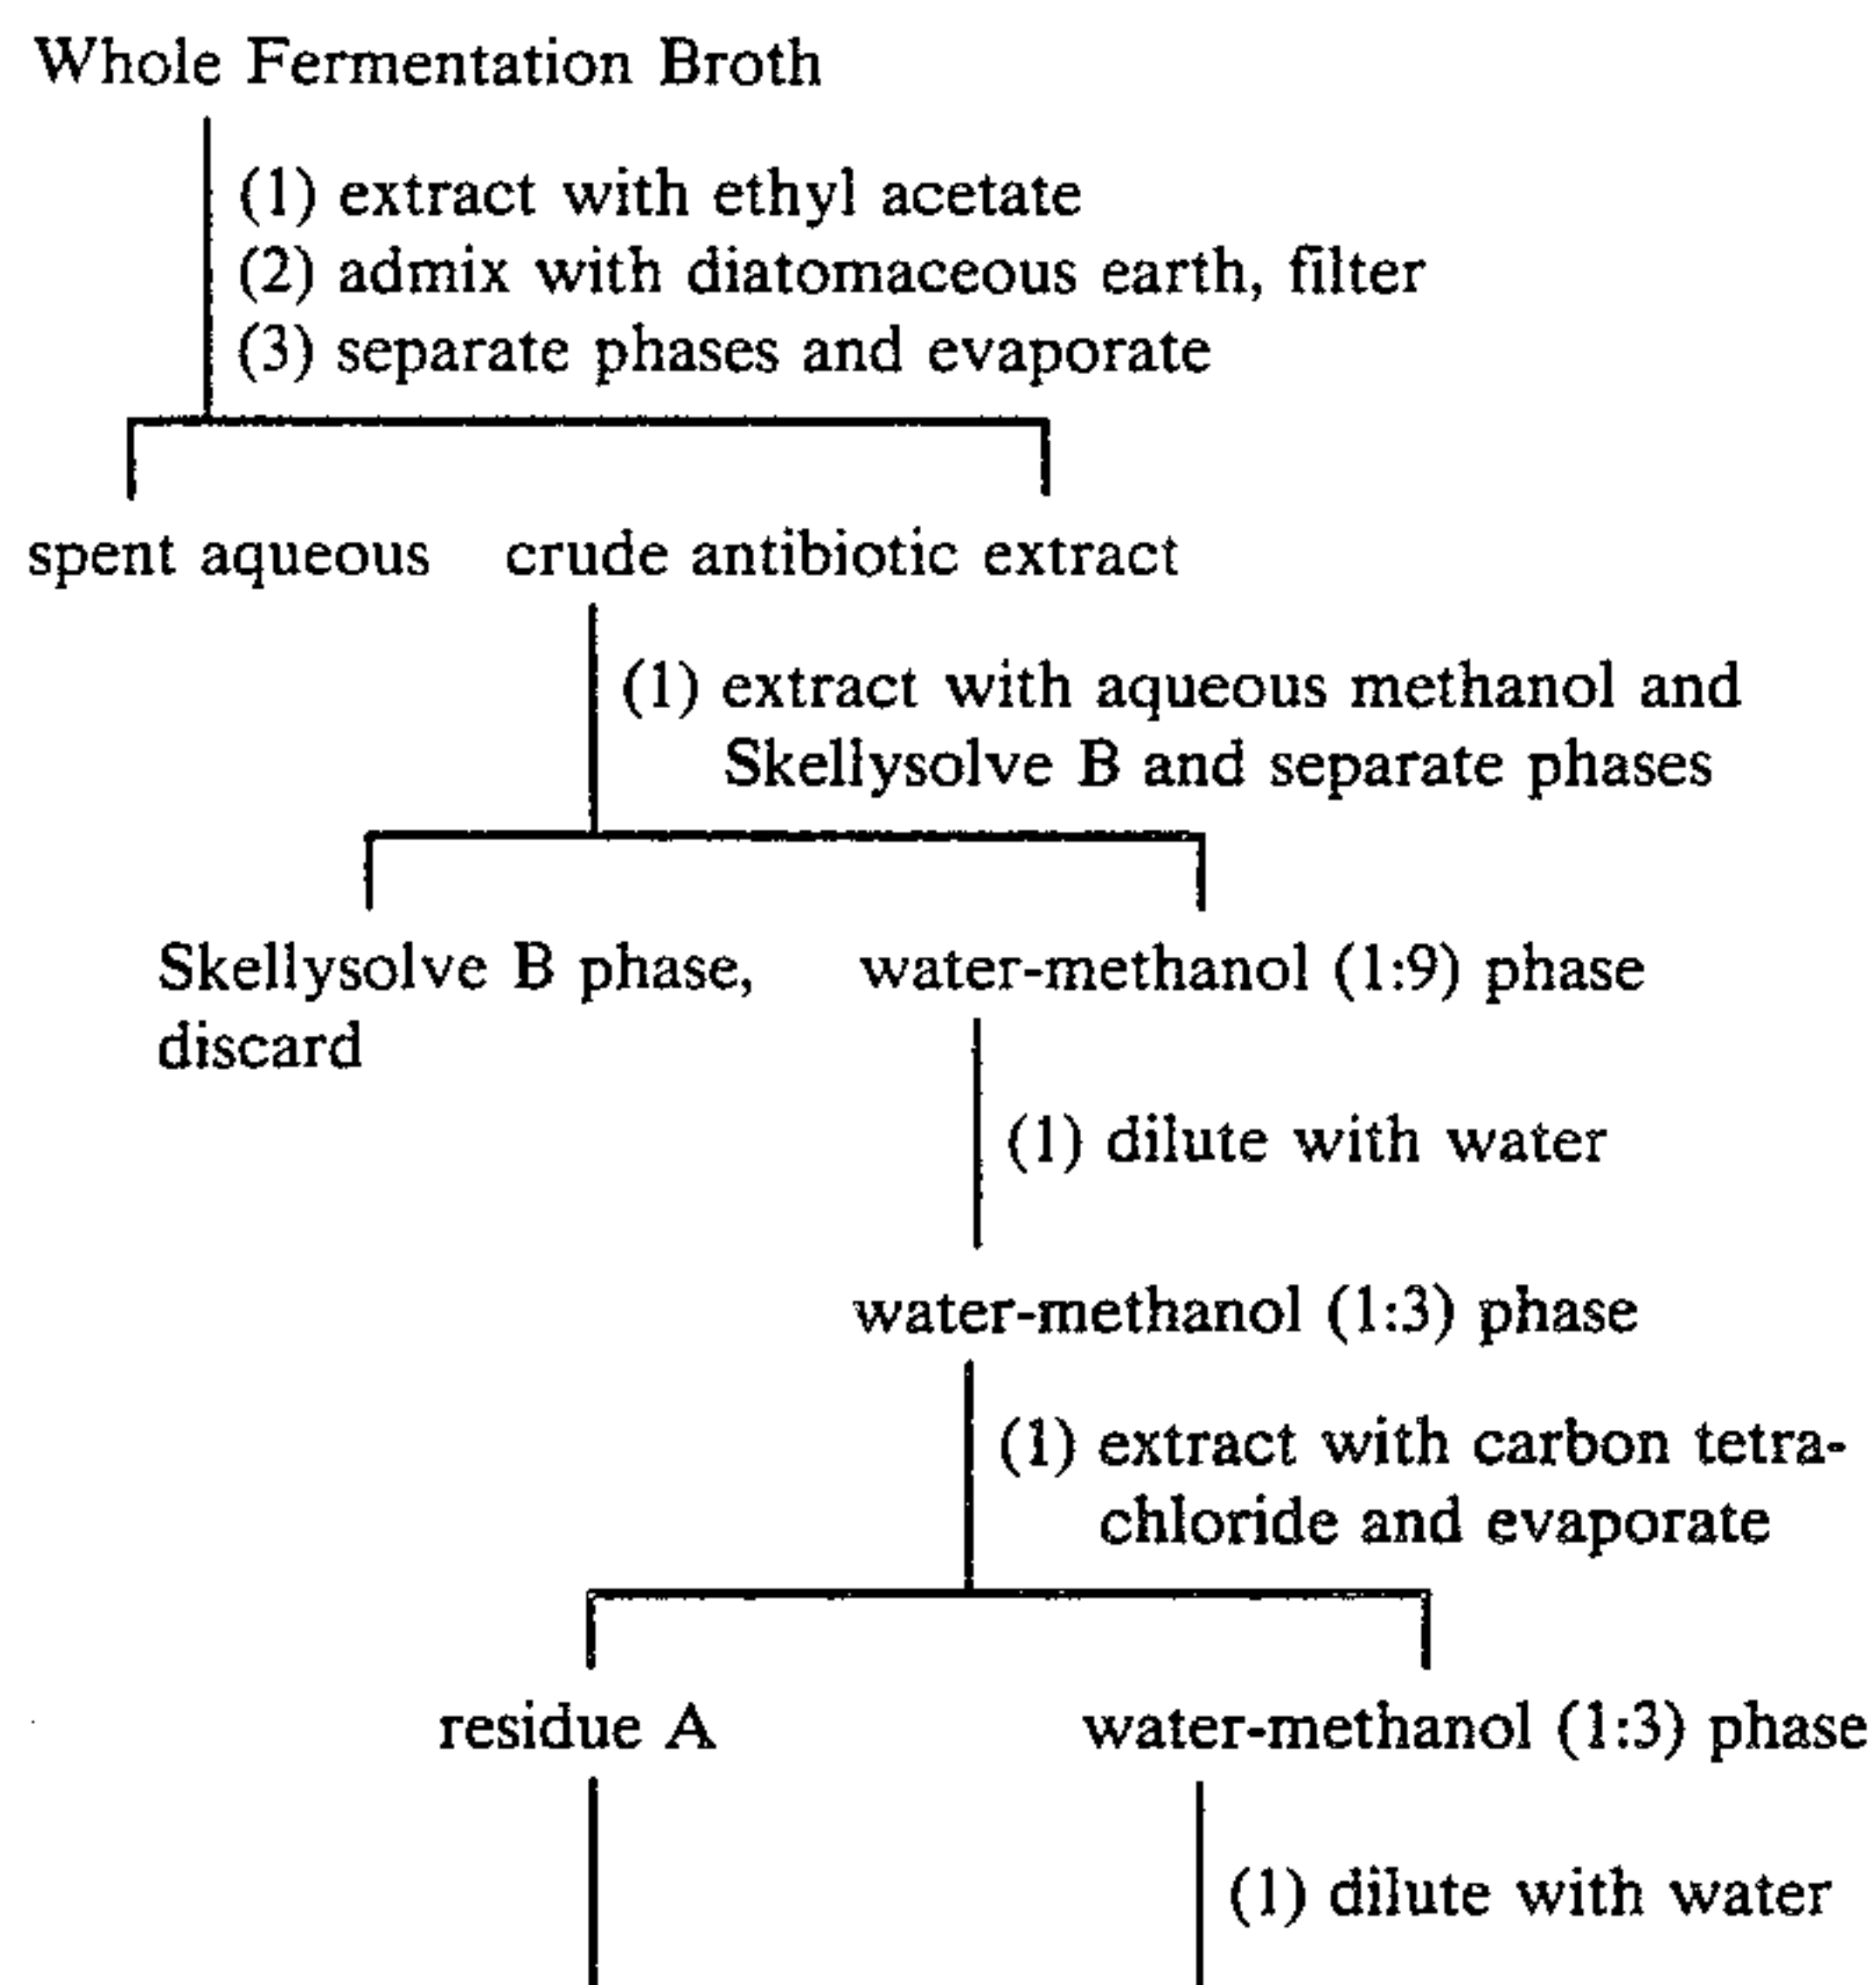 Whole Fermentation Broth
(1) extract with ethyl acetate
(2) admix with diatomaceous earth, filter
(3) separate phases and evaporate
spent aqueous crude antibiotic extract
(1) extract with aqueous methanol and
Skellysolve B and separate phases
Skellysolve B phase, water-methanol (1:9) phase
discard
(1) dilute with water
water-methanol (1:3) phase
(1) extract with carbon tetra-
chloride and evaporate
residue A water-methanol (1:3) phase
(1) dilute with water